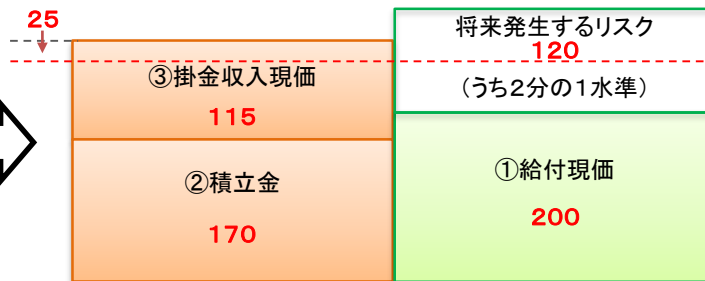 25
将来発生するリスク
120
(うち2分の1水準)
③掛金収入現価
115
②積立金
170
①給付現価
200